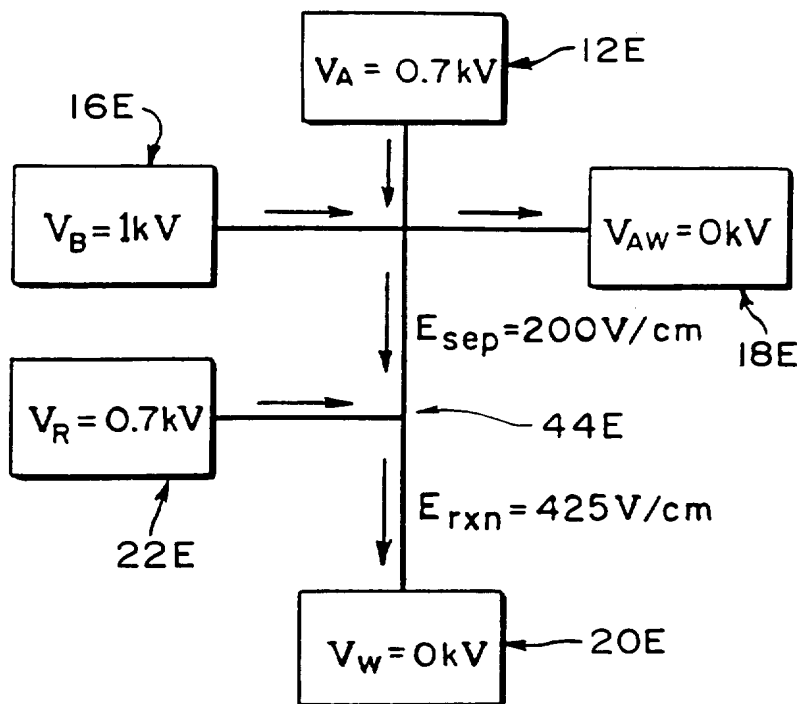 V_A = 0.7kV
12E
16E
V_B = 1kV
V_AW = 0kV
18E
E_sep = 200V/cm
V_R = 0.7kV
44E
22E
E_rxn = 425V/cm
V_W = 0kV
20E